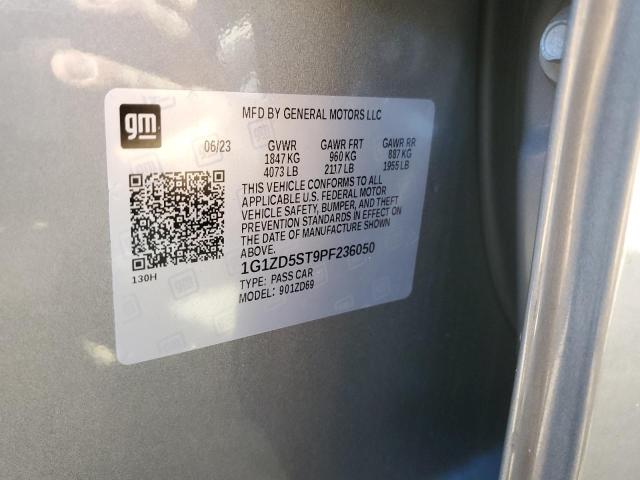 gm
MFD BY GENERAL MOTORS LLC
06/23 GVWR GAWR FRT GAWR RR
1847 KG 960 KG 887 KG
4073 LB 2117 LB 1955 LB
THIS VEHICLE CONFORMS TO ALL
APPLICABLE U.S. FEDERAL MOTOR
VEHICLE SAFETY, BUMPER, AND THEFT
PREVENTION STANDARDS IN EFFECT ON
THE DATE OF MANUFACTURE SHOWN
ABOVE.
1G1ZD5ST9PF236050
TYPE: PASS CAR
MODEL: 901ZD69
130H